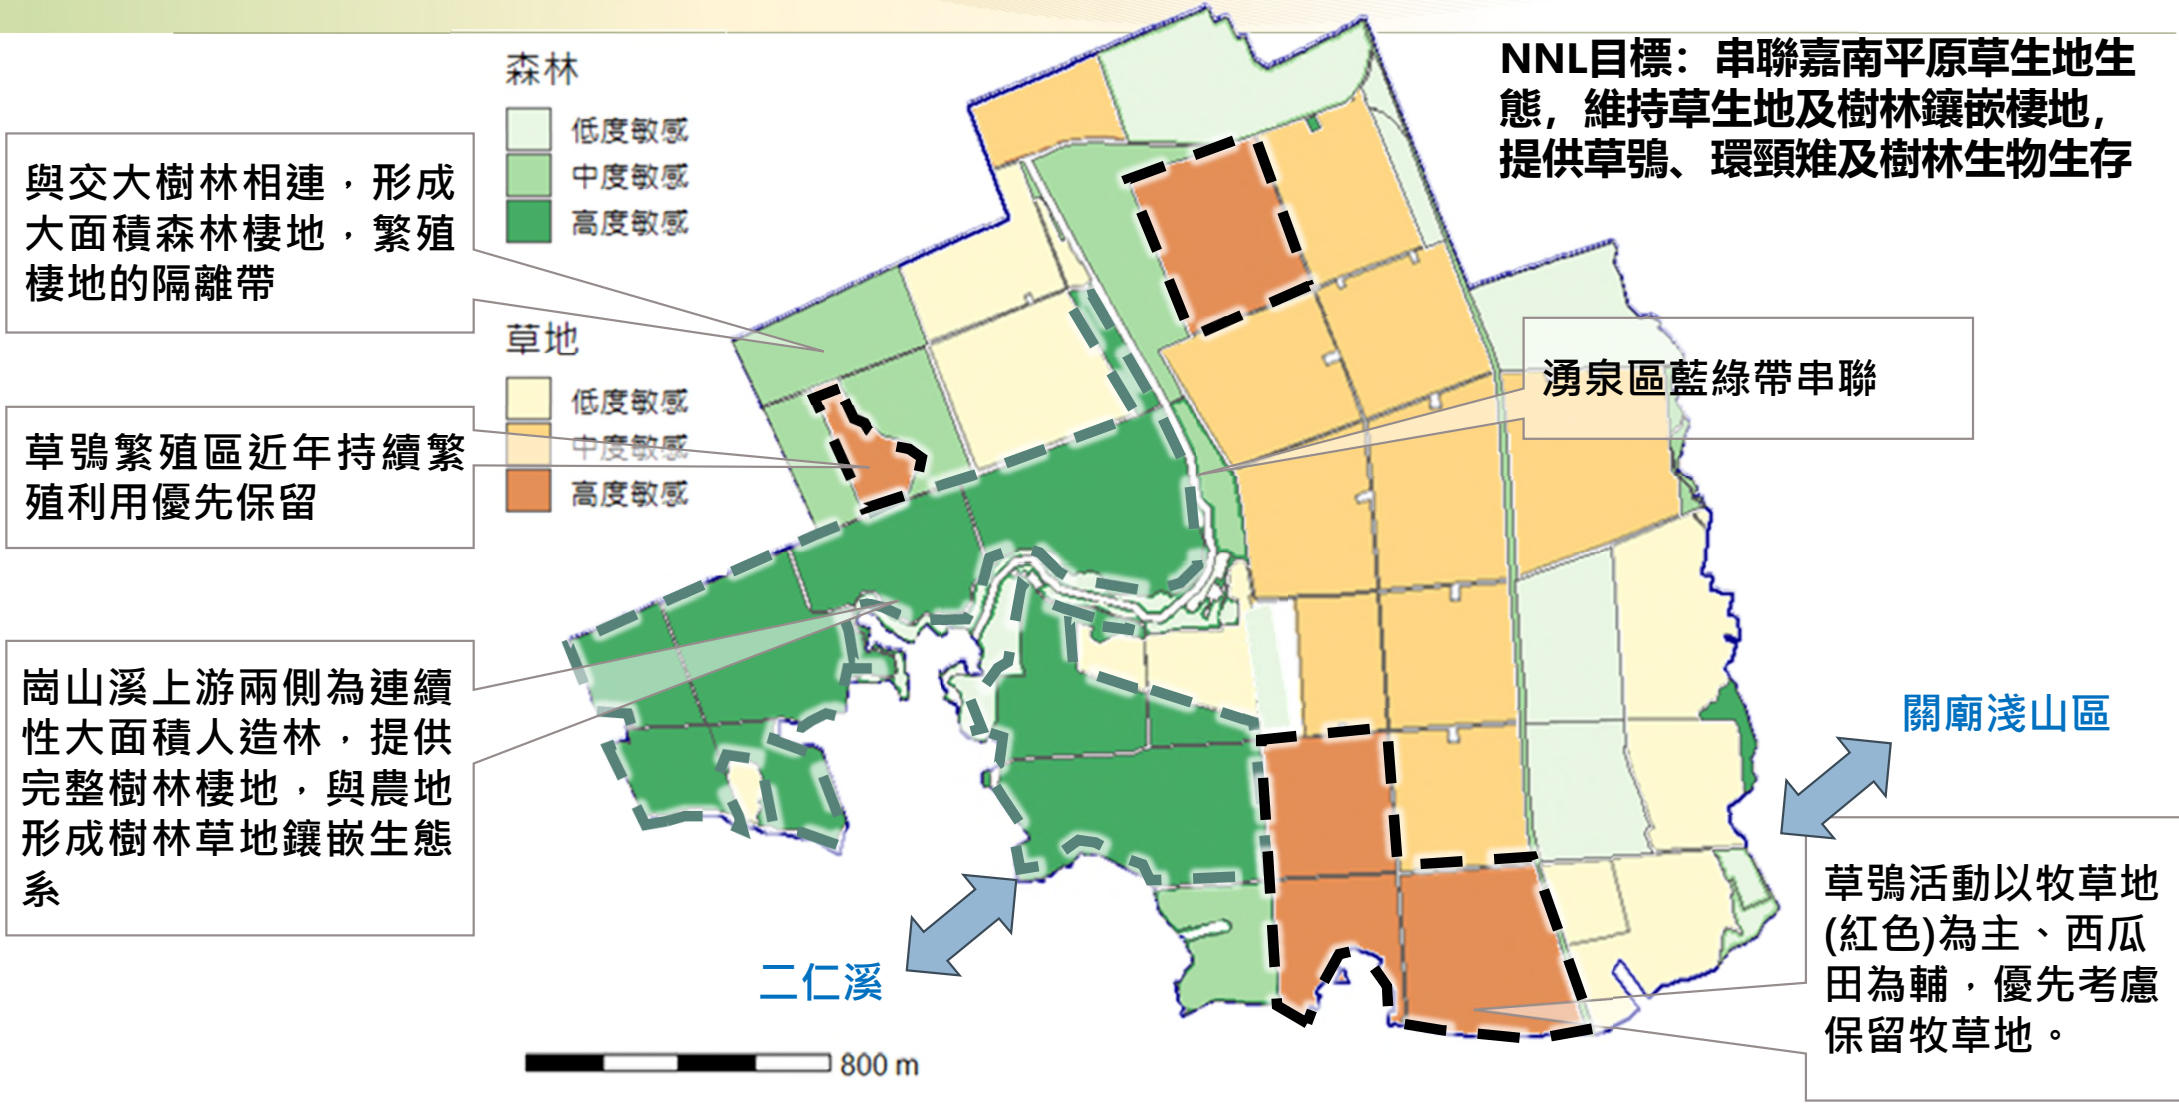 NNL目標：串聯嘉南平原草生地生
態，維持草生地及樹林鑲嵌棲地，
提供草鴞、環頸雉及樹林生物生存
森林
低度敏感
中度敏感
高度敏感
草地
低度敏感
中度敏感
高度敏感
與交大樹林相連，形成
大面積森林棲地，繁殖
棲地的隔離帶
草鴞繁殖區近年持續繁
殖利用優先保留
崗山溪上游兩側為連續
性大面積人造林，提供
完整樹林棲地，與農地
形成樹林草地鑲嵌生態
系
湧泉區藍綠帶串聯
關廟淺山區
草鴞活動以牧草地
(紅色)為主、西瓜
田為輔，優先考慮
保留牧草地。
二仁溪
800 m